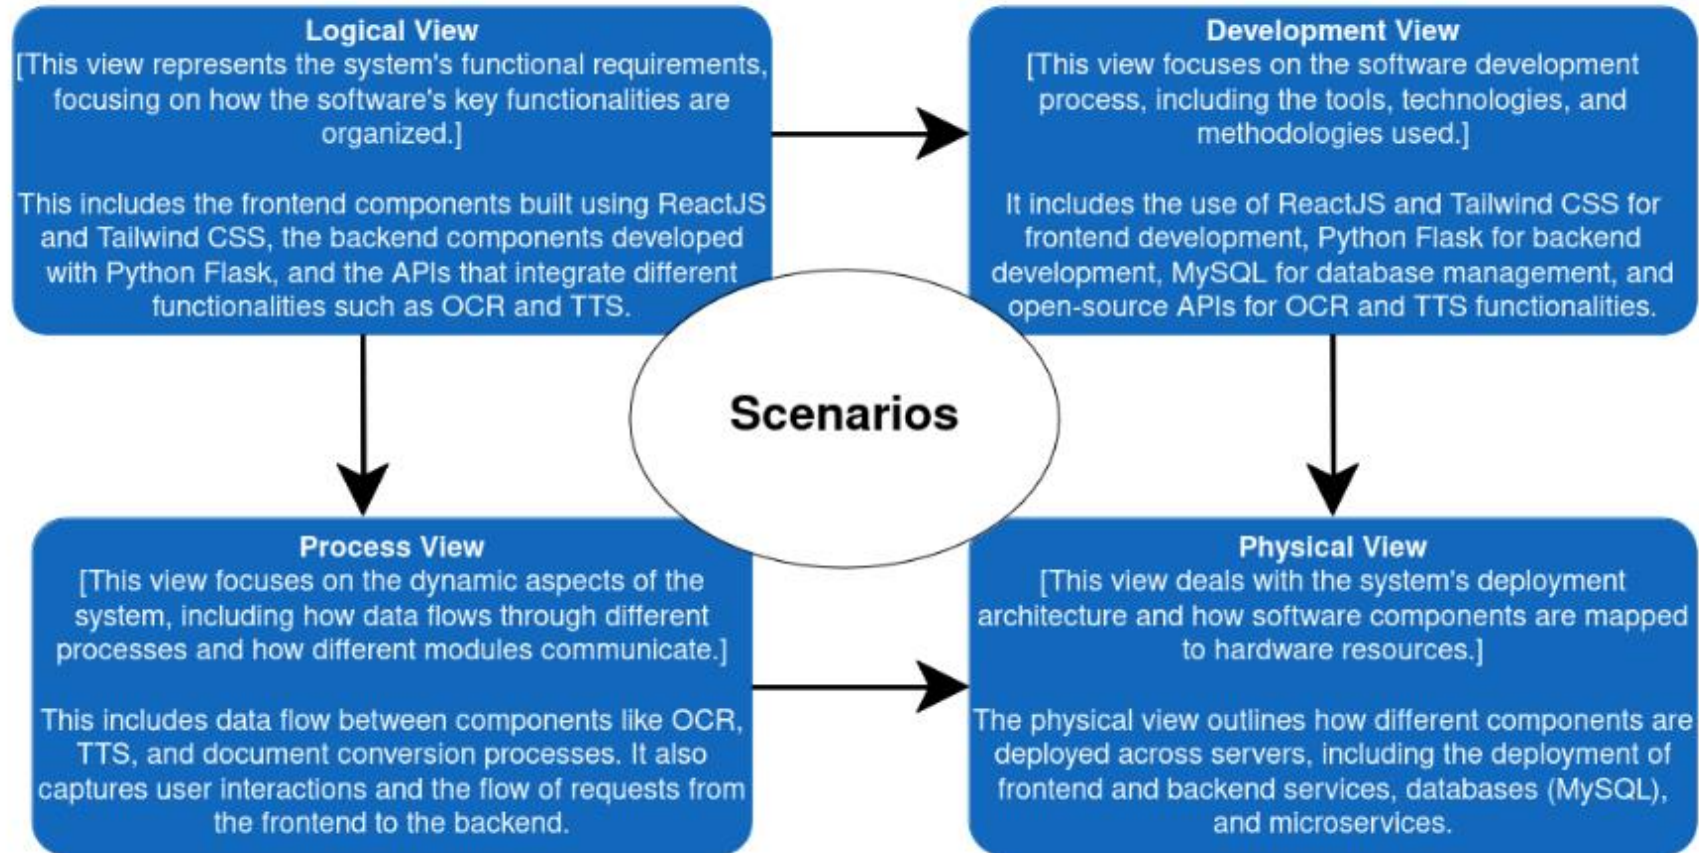 Logical View
[This view represents the system's functional requirements,
focusing on how the software's key functionalities are
organized.]
This includes the frontend components built using ReactJS
and Tailwind CSS, the backend components developed
with Python Flask, and the APIs that integrate different
functionalities such as OCR and TTS.
Development View
[This view focuses on the software development
process, including the tools, technologies, and
methodologies used.]
It includes the use of ReactJS and Tailwind CSS for
frontend development, Python Flask for backend
development, MySQL for database management, and
open-source APIs for OCR and TTS functionalities.
Scenarios
Process View
[This view focuses on the dynamic aspects of the
system, including how data flows through different
processes and how different modules communicate.]
This includes data flow between components like OCR,
TTS, and document conversion processes. It also
captures user interactions and the flow of requests from
the frontend to the backend.
Physical View
[This view deals with the system's deployment
architecture and how software components are mapped
to hardware resources.]
The physical view outlines how different components are
deployed across servers, including the deployment of
frontend and backend services, databases (MySQL),
and microservices.